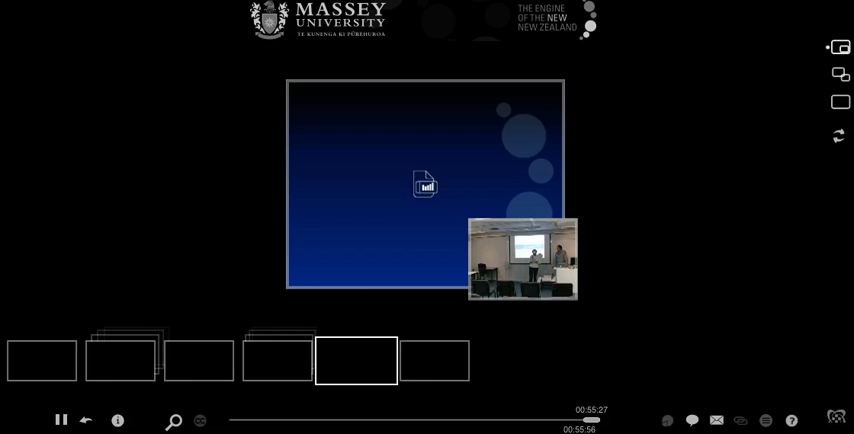 MASSEY
UNIVERSITY
TE KUNENGA KI PŪREHUROA
THE ENGINE
OF THE NEW
NEW ZEALAND
00:55:27
00:55:56